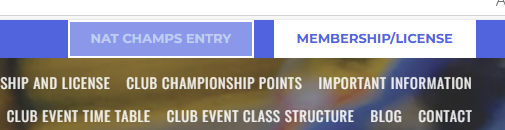 NAT CHAMPS ENTRY MEMBERSHIP/LICENSE
SHIP AND LICENSE CLUB CHAMPIONSHIP POINTS IMPORTANT INFORMATION
CLUB EVENT TIME TABLE CLUB EVENT CLASS STRUCTURE BLOG CONTACT